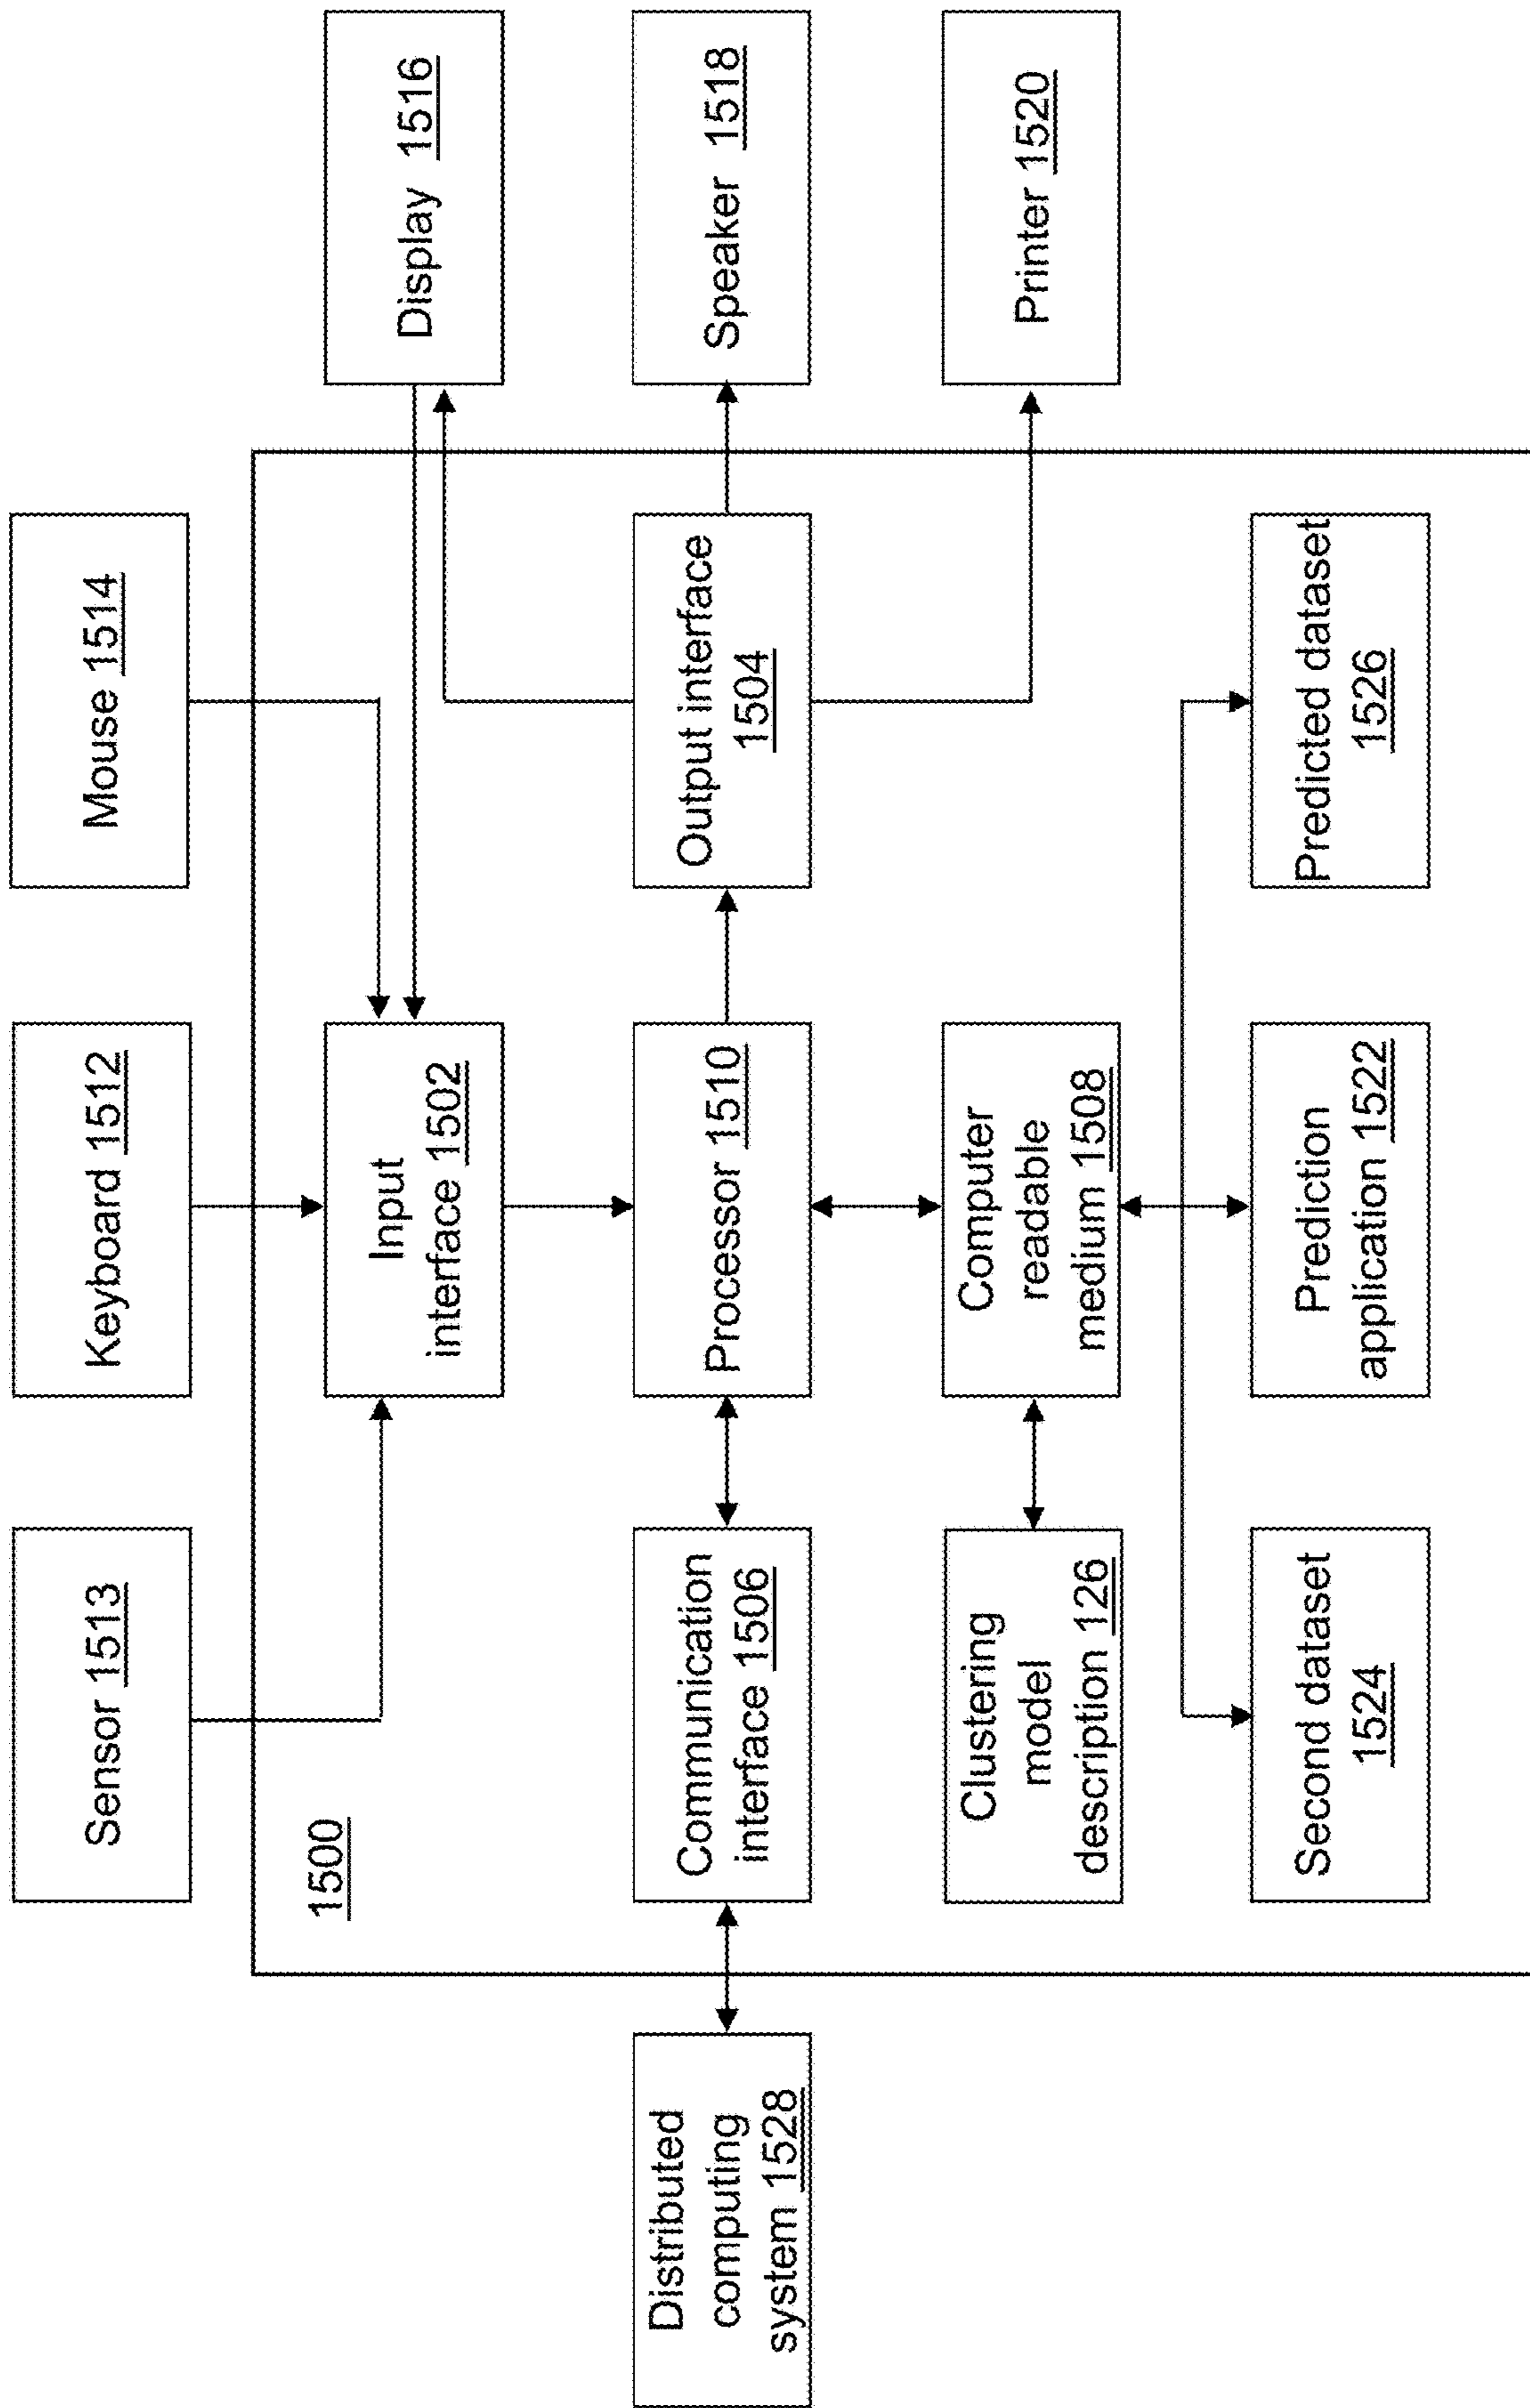 Sensor 1513
Keyboard 1512
Mouse 1514
1500
Input
interface 1502
Display 1516
Distributed
computing
system 1528
Communication
interface 1506
Processor 1510
Output interface
1504
Speaker 1518
Clustering
model
description 126
Computer
readable
medium 1508
Printer 1520
Second dataset
1524
Prediction
application 1522
Predicted dataset
1526